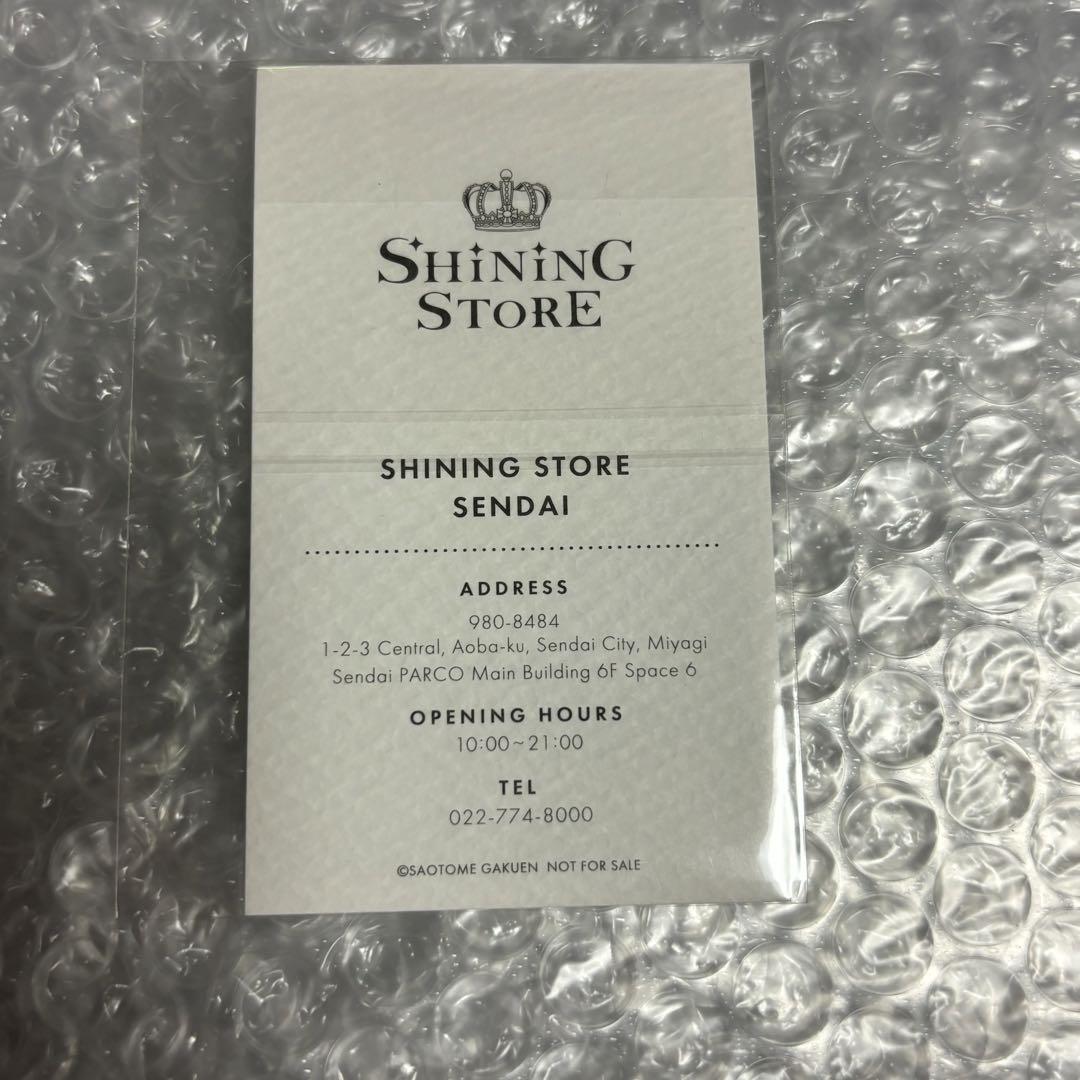 SHiNiNG
STORE
SHINING STORE
SENDAI
ADDRESS
980-8484
1-2-3 Central, Aoba-ku, Sendai City, Miyagi
Sendai PARCO Main Building 6F Space 6
OPENING HOURS
10:00~21:00
TEL
022-774-8000
©SAOTOME GAKUEN NOT FOR SALE